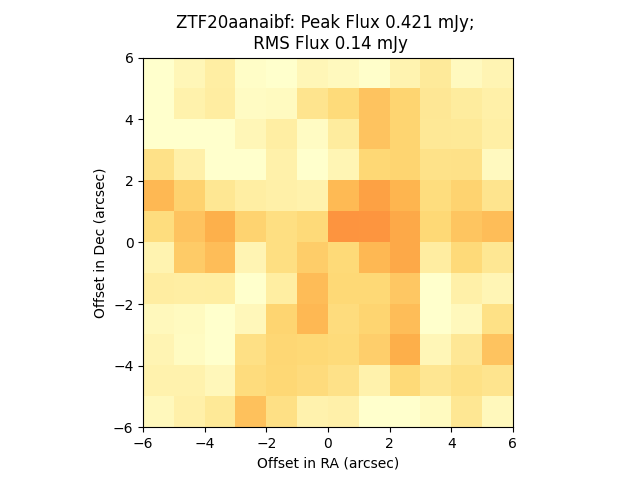 ZTF20aanaibf: Peak Flux 0.421 mJy;
RMS Flux 0.14 mJy
6
4
2
0
−2
−4
−6
Offset in Dec (arcsec)
−6 −4 −2 0 2 4 6
Offset in RA (arcsec)